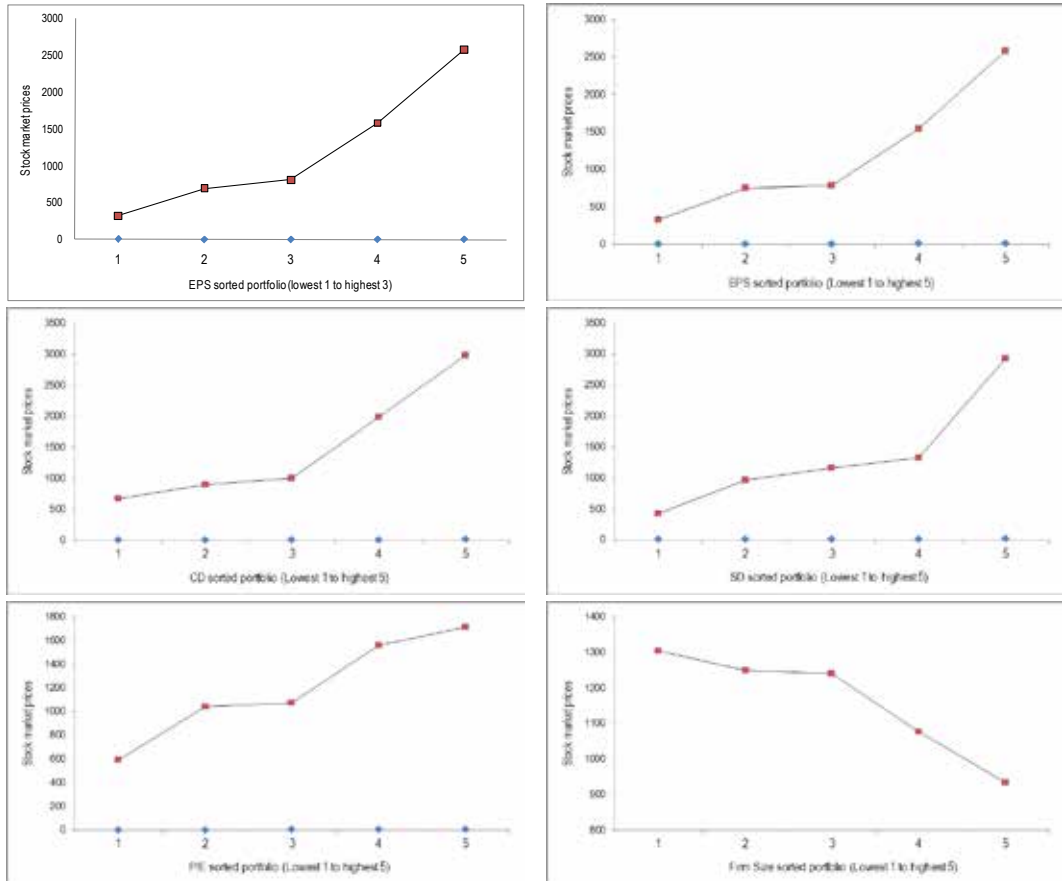 3000
2500
2000
1500
1000
500
0
Stock market prices
1 2 3 4 5
EPS sorted portfolio(lowest 1 to highest 3)
3000
2500
2000
1500
1000
500
0
Stock market prices
1 2 3 4 5
EPS sorted portfolio (Lowest 1 to highest 5)
3500
3000
2500
2000
1500
1000
500
0
Stock market prices
1 2 3 4 5
CD sorted portfolio (Lowest 1 to highest 5)
3500
3000
2500
2000
1500
1000
500
0
Stock market prices
1 2 3 4 5
SD sorted portfolio (Lowest 1 to highest 5)
1800
1600
1400
1200
1000
800
600
400
200
0
Stock market prices
1 2 3 4 5
P/E sorted portfolio (Lowest 1 to highest 5)
1400
1300
1200
1100
1000
900
800
Stock market prices
1 2 3 4 5
Firm Size sorted portfolio (Lowest 1 to highest 5)